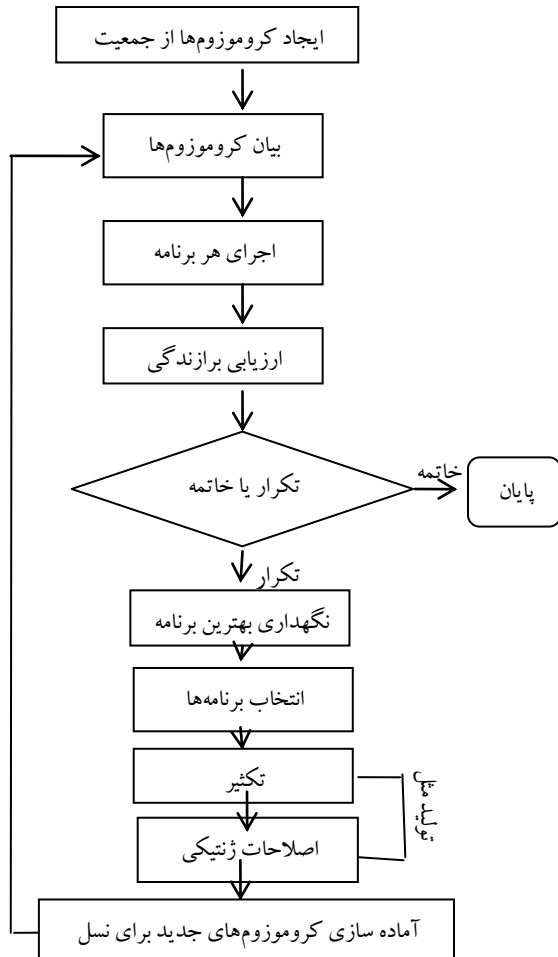 ایجاد کروموزوم‌ها از جمعیت
بیان کروموزوم‌ها
اجرای هر برنامه
ارزیابی برازندگی
تکرار یا خاتمه
خاتمه
پایان
تکرار
نگهداری بهترین برنامه
انتخاب برنامه‌ها
تکثیر
تولید مثل
اصلاحات ژنتیکی
آماده سازی کروموزوم‌های جدید برای نسل